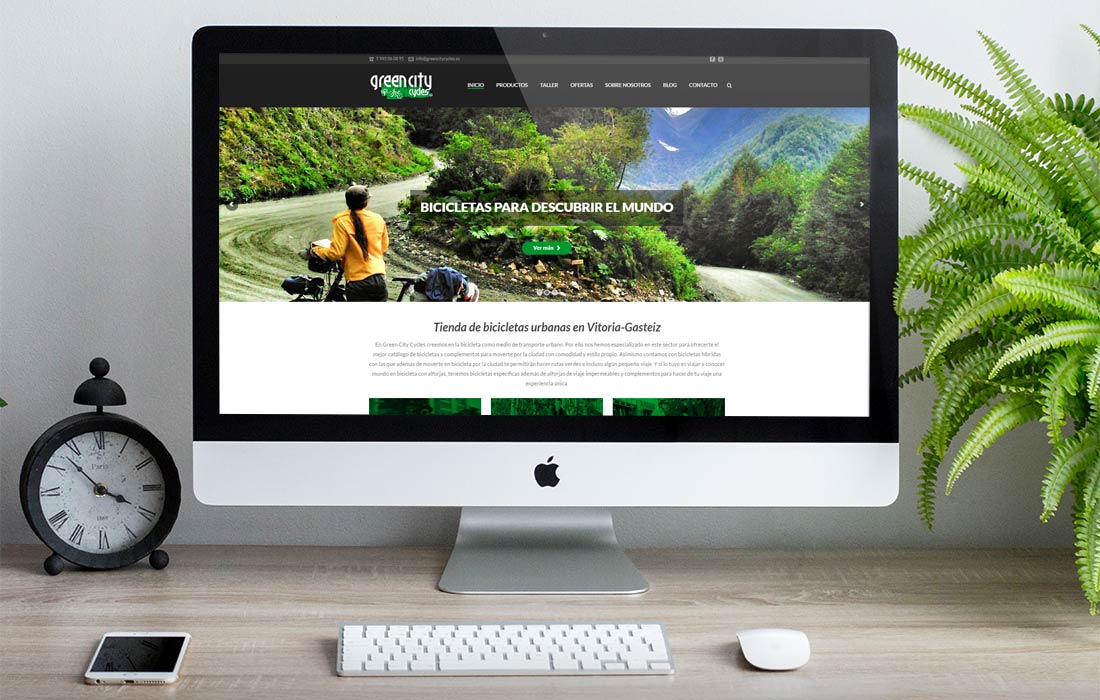 T 945 06 08 95 info@greencitycycles.es
green city
cycles
INICIO PRODUCTOS TALLER OFERTAS SOBRE NOSOTROS BLOG CONTACTO
BICICLETAS PARA DESCUBRIR EL MUNDO
Ver más
Tienda de bicicletas urbanas en Vitoria-Gasteiz
En Green City Cycles creemos en la bicicleta como medio de transporte urbano. Por ello nos hemos especializado en este sector para ofrecerte el
mejor catálogo de bicicletas y complementos para moverte por la ciudad con comodidad y estilo propio. Asimismo contamos con bicicletas híbridas
con las que además de moverte en bicicleta por la ciudad te permitirán hacer rutas verdes e incluso algún pequeño viaje. Y si lo tuyo es viajar y conocer
mundo en bicicleta con alforjas, tenemos bicicletas específicas además de alforjas de viaje impermeables y complementos para hacer de tu viaje una
experiencia única.
Paris